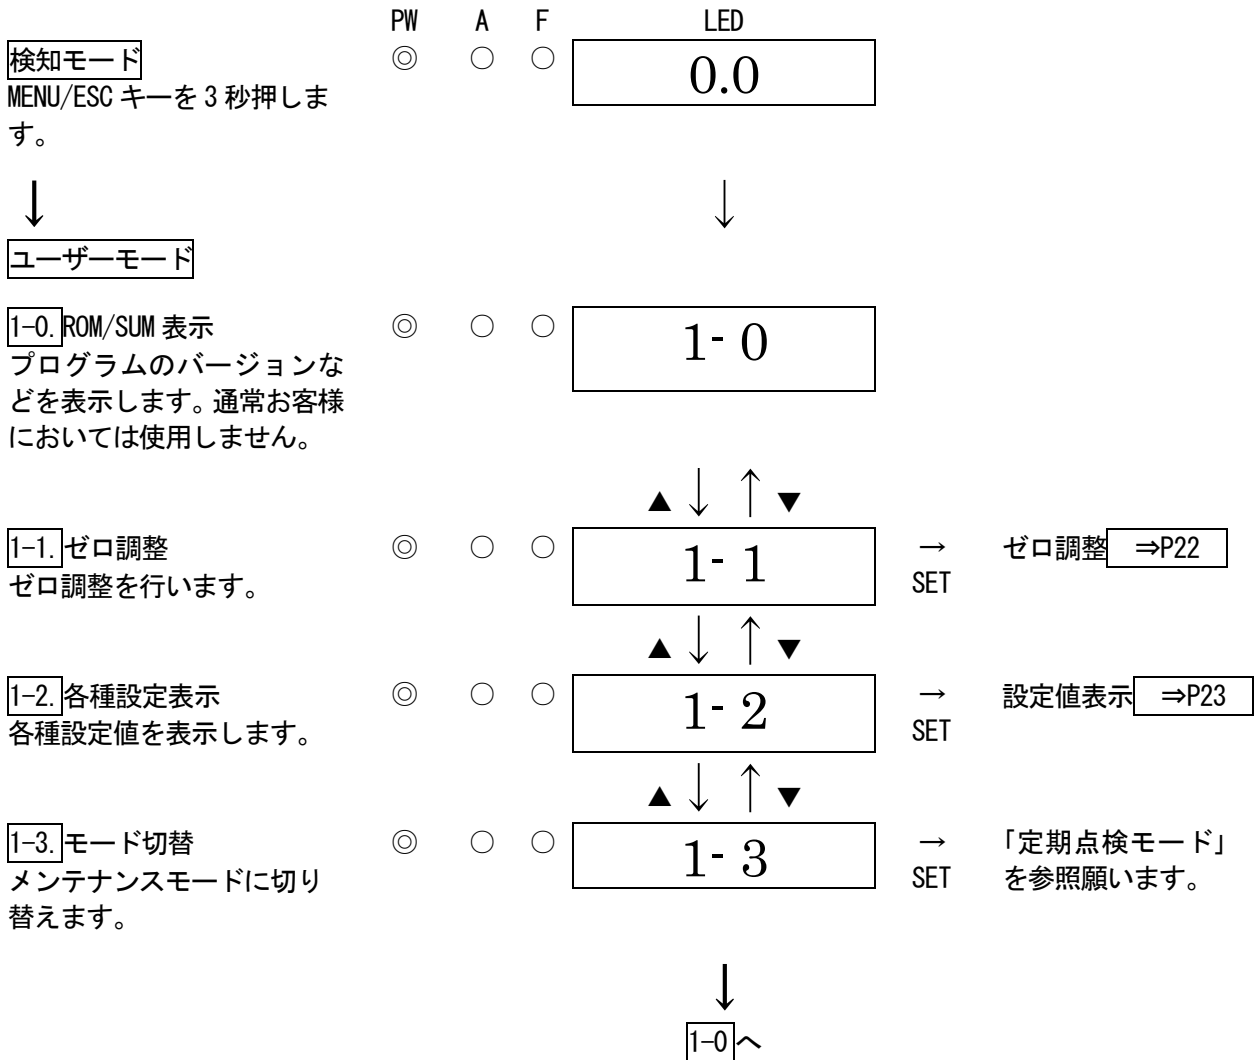 PW A F LED
検知モード ◎ ○ ○ 0.0
MENU/ESC キーを 3 秒押しま
す。
↓ ↓
ユーザーモード
1-0. ROM/SUM 表示 ◎ ○ ○ 1- 0
プログラムのバージョンな
どを表示します。通常お客様
においては使用しません。
▲ ↓ ↑ ▼
1-1. ゼロ調整 ◎ ○ ○ 1- 1 → ゼロ調整 ⇒P22
ゼロ調整を行います。 SET
▲ ↓ ↑ ▼
1-2. 各種設定表示 ◎ ○ ○ 1- 2 → 設定値表示 ⇒P23
各種設定値を表示します。 SET
▲ ↓ ↑ ▼
1-3. モード切替 ◎ ○ ○ 1- 3 → 「定期点検モード」
メンテナンスモードに切り SET を参照願います。
替えます。
↓
1-0 へ